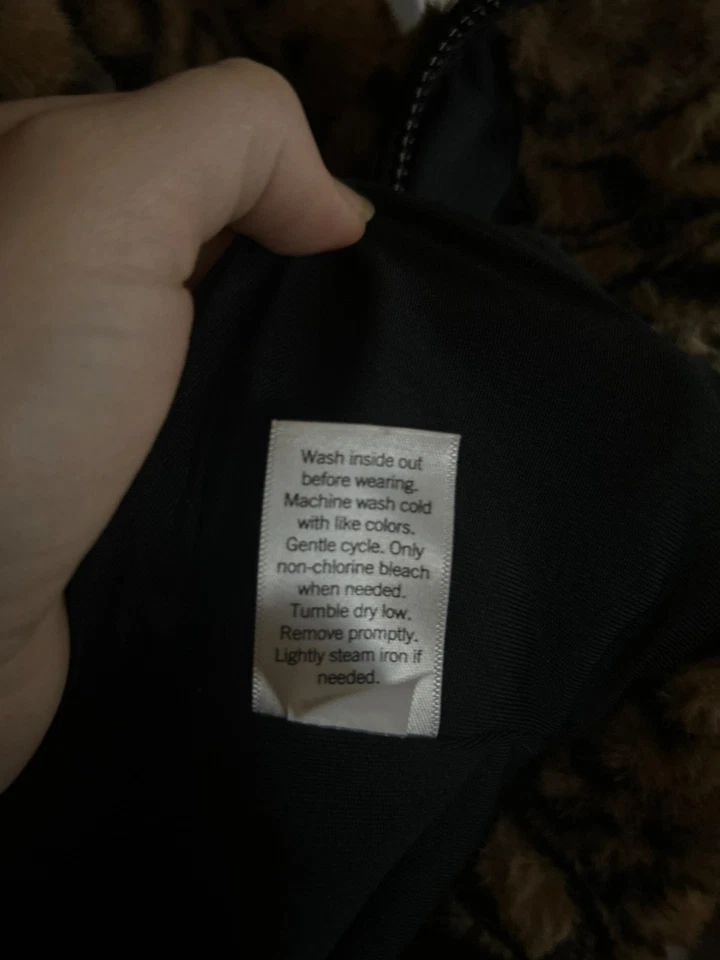 Wash inside out
before wearing.
Machine wash cold
with like colors.
Gentle cycle. Only
non-chlorine bleach
when needed.
Tumble dry low.
Remove promptly.
Lightly steam iron if
needed.